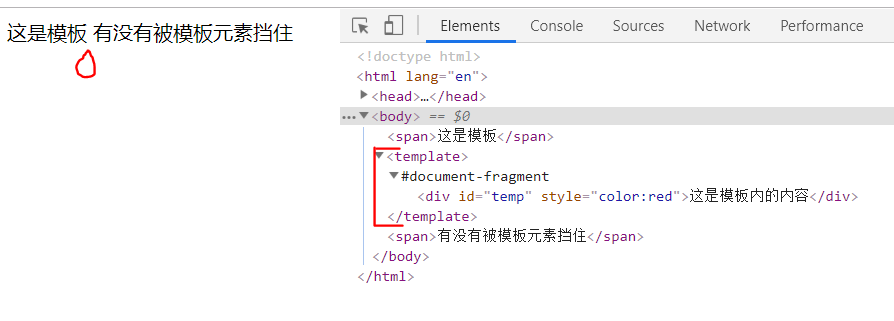 这是模板 有没有被模板元素挡住
Elements Console Sources Network Performance
<!doctype html>
<html lang="en">
<head>…</head>
<body> == $0
<span>这是模板</span>
<template>
#document-fragment
<div id="temp" style="color:red">这是模板内的内容</div>
</template>
<span>有没有被模板元素挡住</span>
</body>
</html>